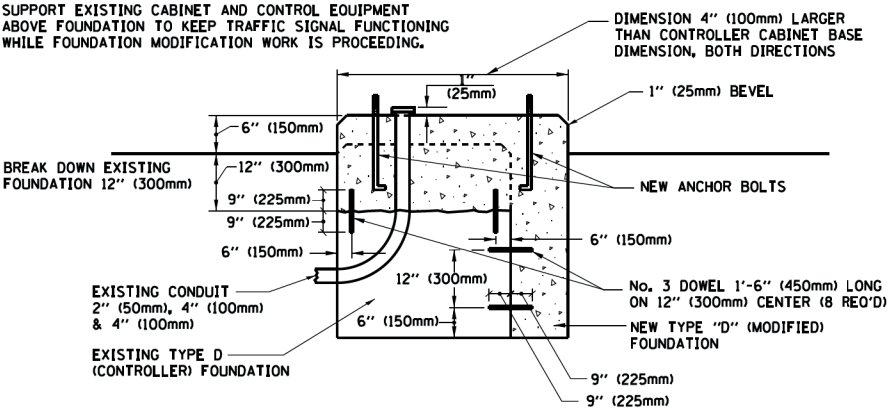 SUPPORT EXISTING CABINET AND CONTROL EQUIPMENT
ABOVE FOUNDATION TO KEEP TRAFFIC SIGNAL FUNCTIONING
WHILE FOUNDATION MODIFICATION WORK IS PROCEEDING.
DIMENSION 4" (100mm) LARGER
THAN CONTROLLER CABINET BASE
DIMENSION, BOTH DIRECTIONS
1"
(25mm)
1" (25mm) BEVEL
6" (150mm)
BREAK DOWN EXISTING
FOUNDATION 12" (300mm)
12" (300mm)
9" (225mm)
9" (225mm)
NEW ANCHOR BOLTS
6" (150mm)
6" (150mm)
12"
(300mm)
EXISTING CONDUIT
2" (50mm), 4" (100mm)
& 4" (100mm)
No. 3 DOWEL 1'-6" (450mm) LONG
ON 12" (300mm) CENTER (8 REQ'D)
6" (150mm)
NEW TYPE "D" (MODIFIED)
FOUNDATION
EXISTING TYPE D
(CONTROLLER) FOUNDATION
9" (225mm)
9" (225mm)